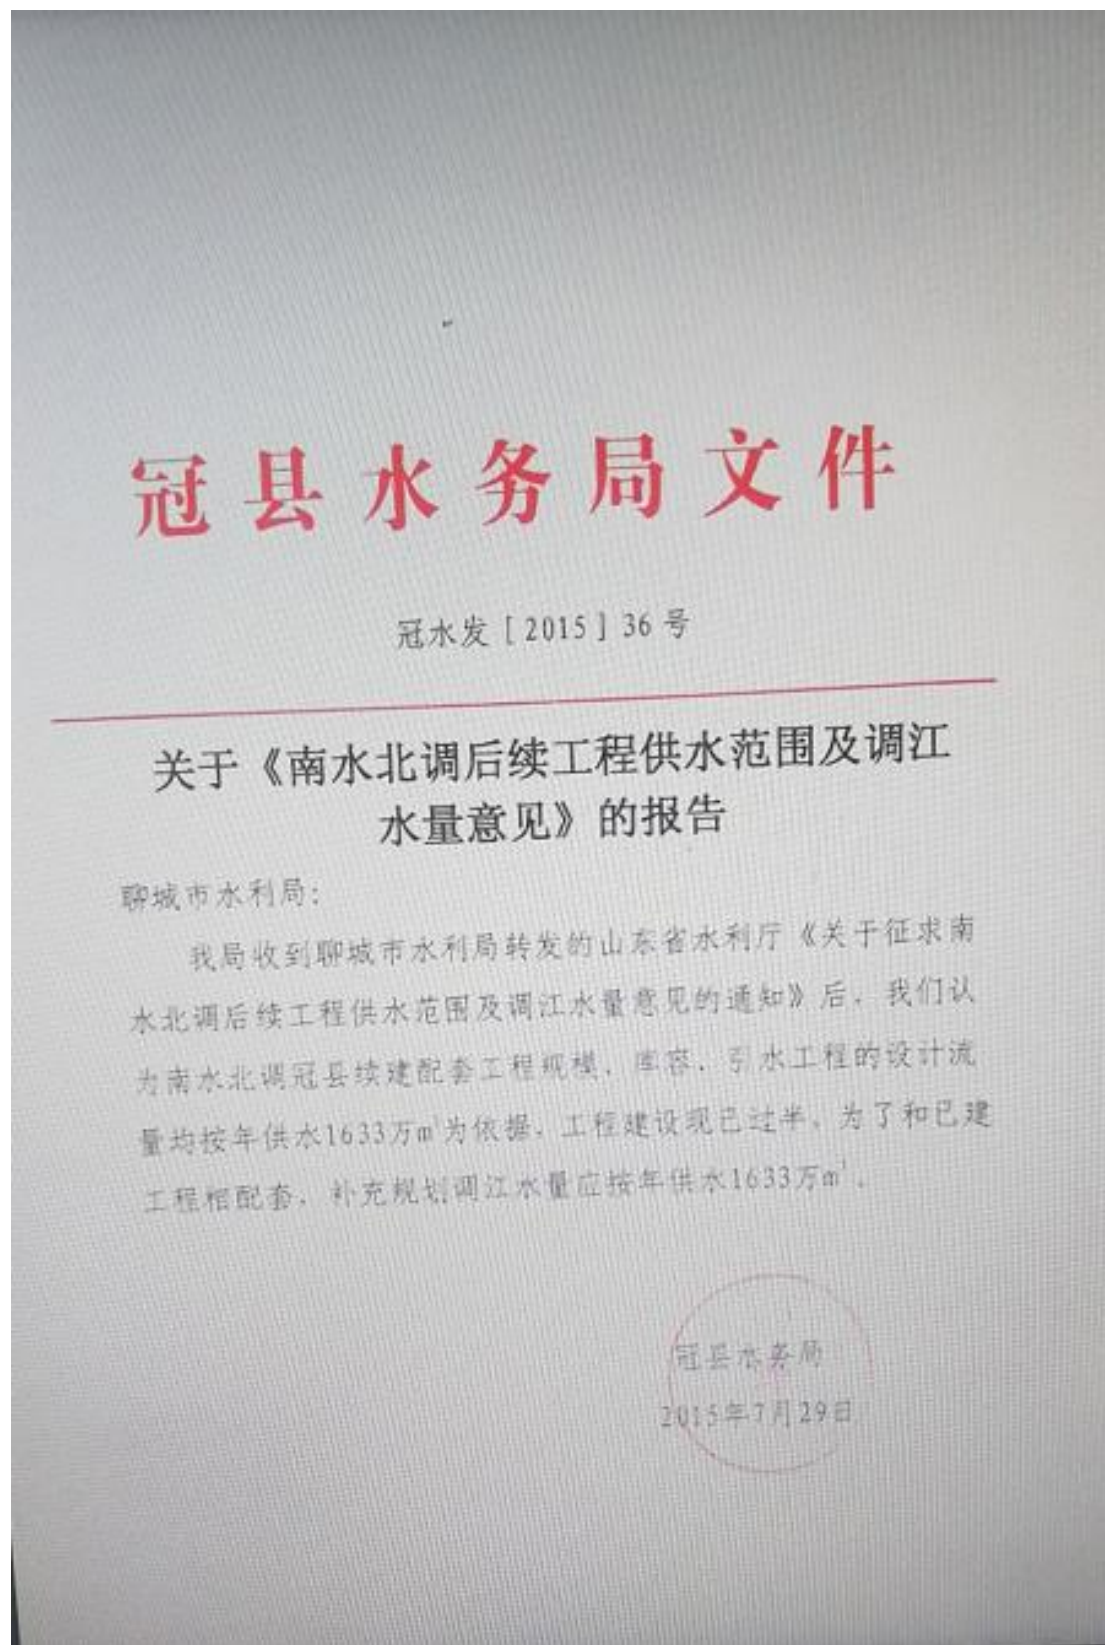 冠县水务局文件
冠水发［2015］36号
关于《南水北调后续工程供水范围及调江
水量意见》的报告
聊城市水利局：
我局收到聊城市水利局转发的山东省水利厅《关于征求南
水北调后续工程供水范围及调江水量意见的通知》后，我们认
为南水北调冠县续建配套工程规模、库容、引水工程的设计流
量均按年供水1633万m³为依据，工程建设现已过半，为了和已建
工程相配套，补充规划调江水量应按年供水1633万m³。
冠县水务局
2015年7月29日